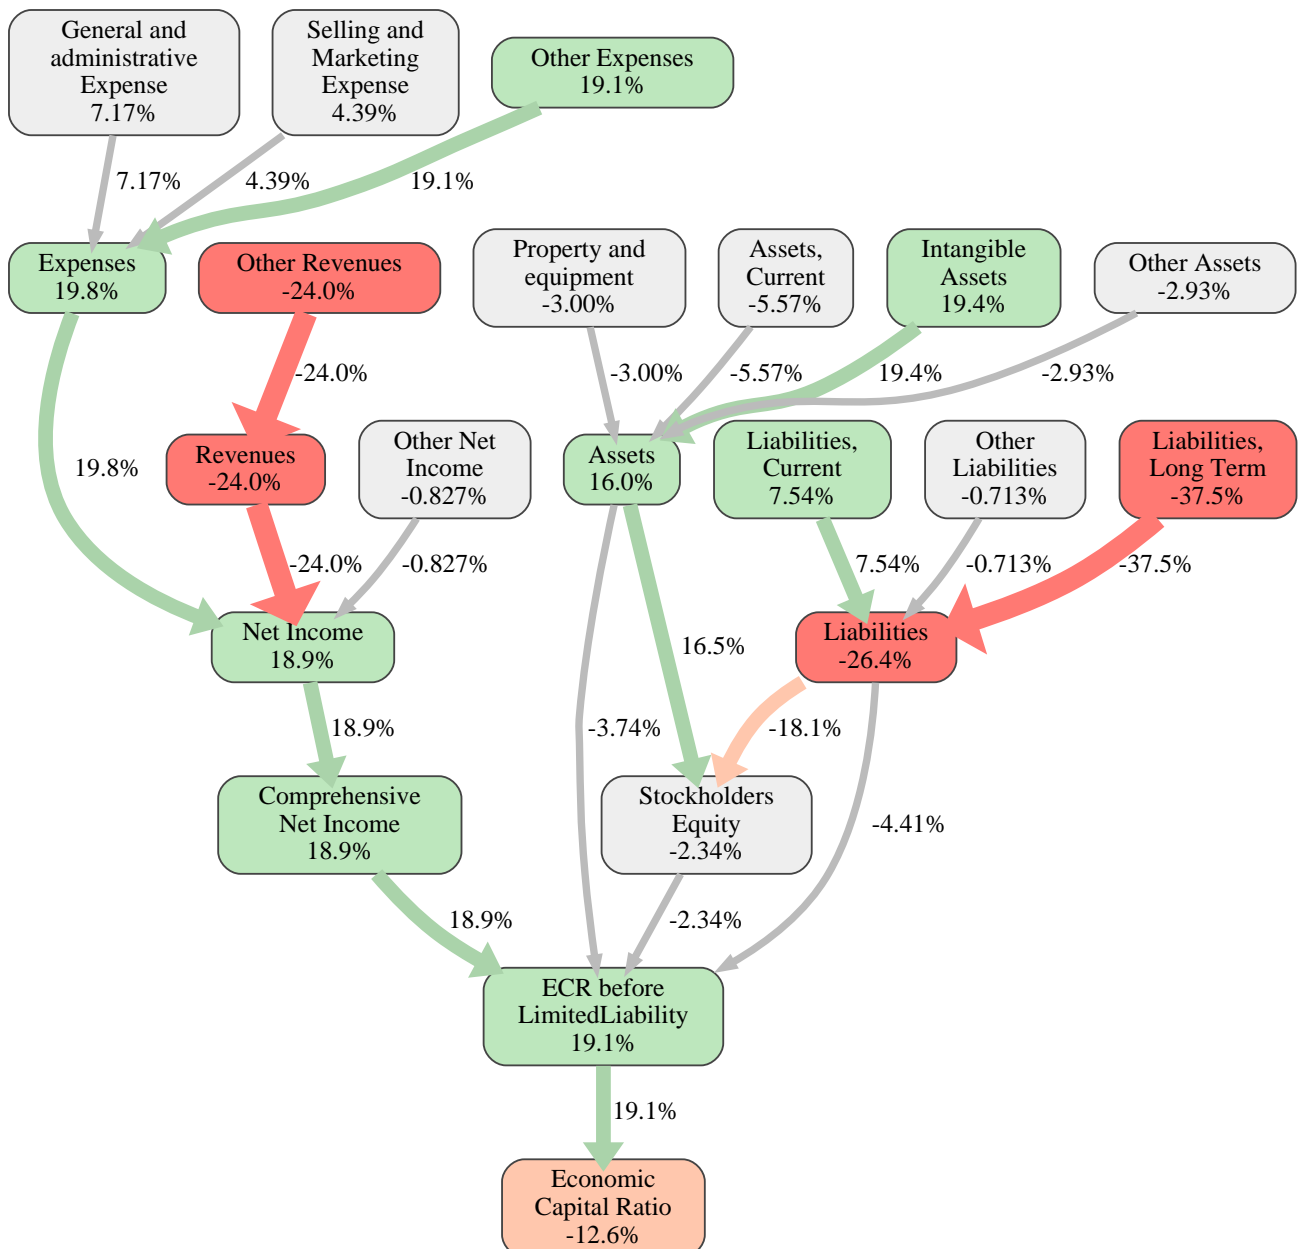 General and
administrative
Expense
7.17%
Selling and
Marketing
Expense
4.39%
Other Expenses
19.1%
7.17%
4.39%
19.1%
Expenses
19.8%
Other Revenues
-24.0%
Property and
equipment
-3.00%
Assets,
Current
-5.57%
Intangible
Assets
19.4%
Other Assets
-2.93%
-24.0%
-3.00%
-5.57%
19.4%
-2.93%
19.8%
Revenues
-24.0%
Other Net
Income
-0.827%
Assets
16.0%
Liabilities,
Current
7.54%
Other
Liabilities
-0.713%
Liabilities,
Long Term
-37.5%
-24.0%
-0.827%
7.54%
-0.713%
-37.5%
Net Income
18.9%
16.5%
Liabilities
-26.4%
18.9%
-3.74%
-18.1%
Comprehensive
Net Income
18.9%
Stockholders
Equity
-2.34%
-4.41%
18.9%
-2.34%
ECR before
LimitedLiability
19.1%
19.1%
Economic
Capital Ratio
-12.6%